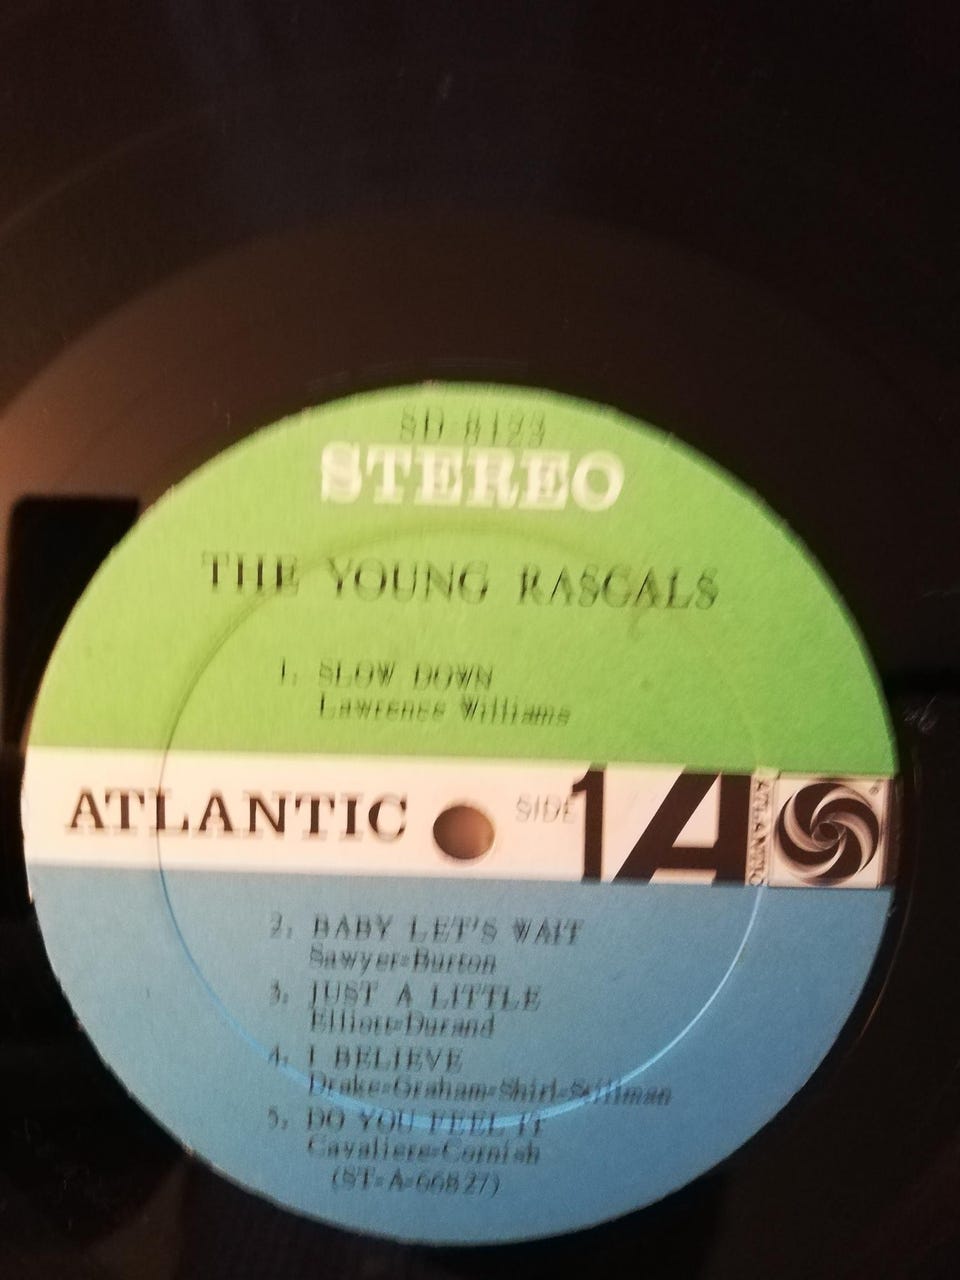 SD-8123
STEREO
THE YOUNG RASCALS
1. SLOW DOWN
Lawrence Williams
ATLANTIC SIDE 1 A ATLANTIC
2. BABY LET'S WAIT
Sawyer-Burton
3. JUST A LITTLE
Elliott-Durand
4. I BELIEVE
Drake-Graham-Shirl-Stillman
5. DO YOU FEEL IT
Cavaliere-Cornish
(ST-A-66827)